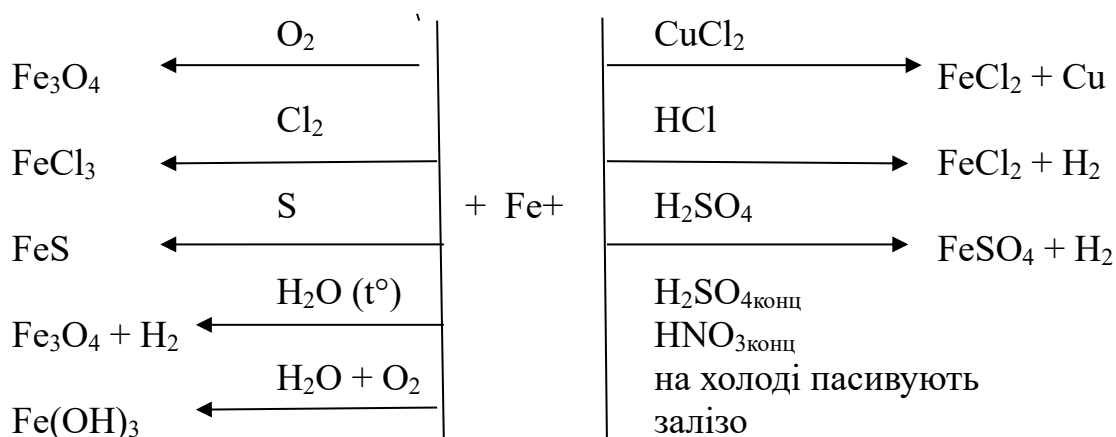 O₂
Fe₃O₄
Cl₂
FeCl₃
S
FeS
H₂O (t°)
Fe₃O₄ + H₂
H₂O + O₂
Fe(OH)₃
+ Fe+
CuCl₂
FeCl₂ + Cu
HCl
FeCl₂ + H₂
H₂SO₄
FeSO₄ + H₂
H₂SO₄конц
HNO₃конц
на холоді пасивують
залізо